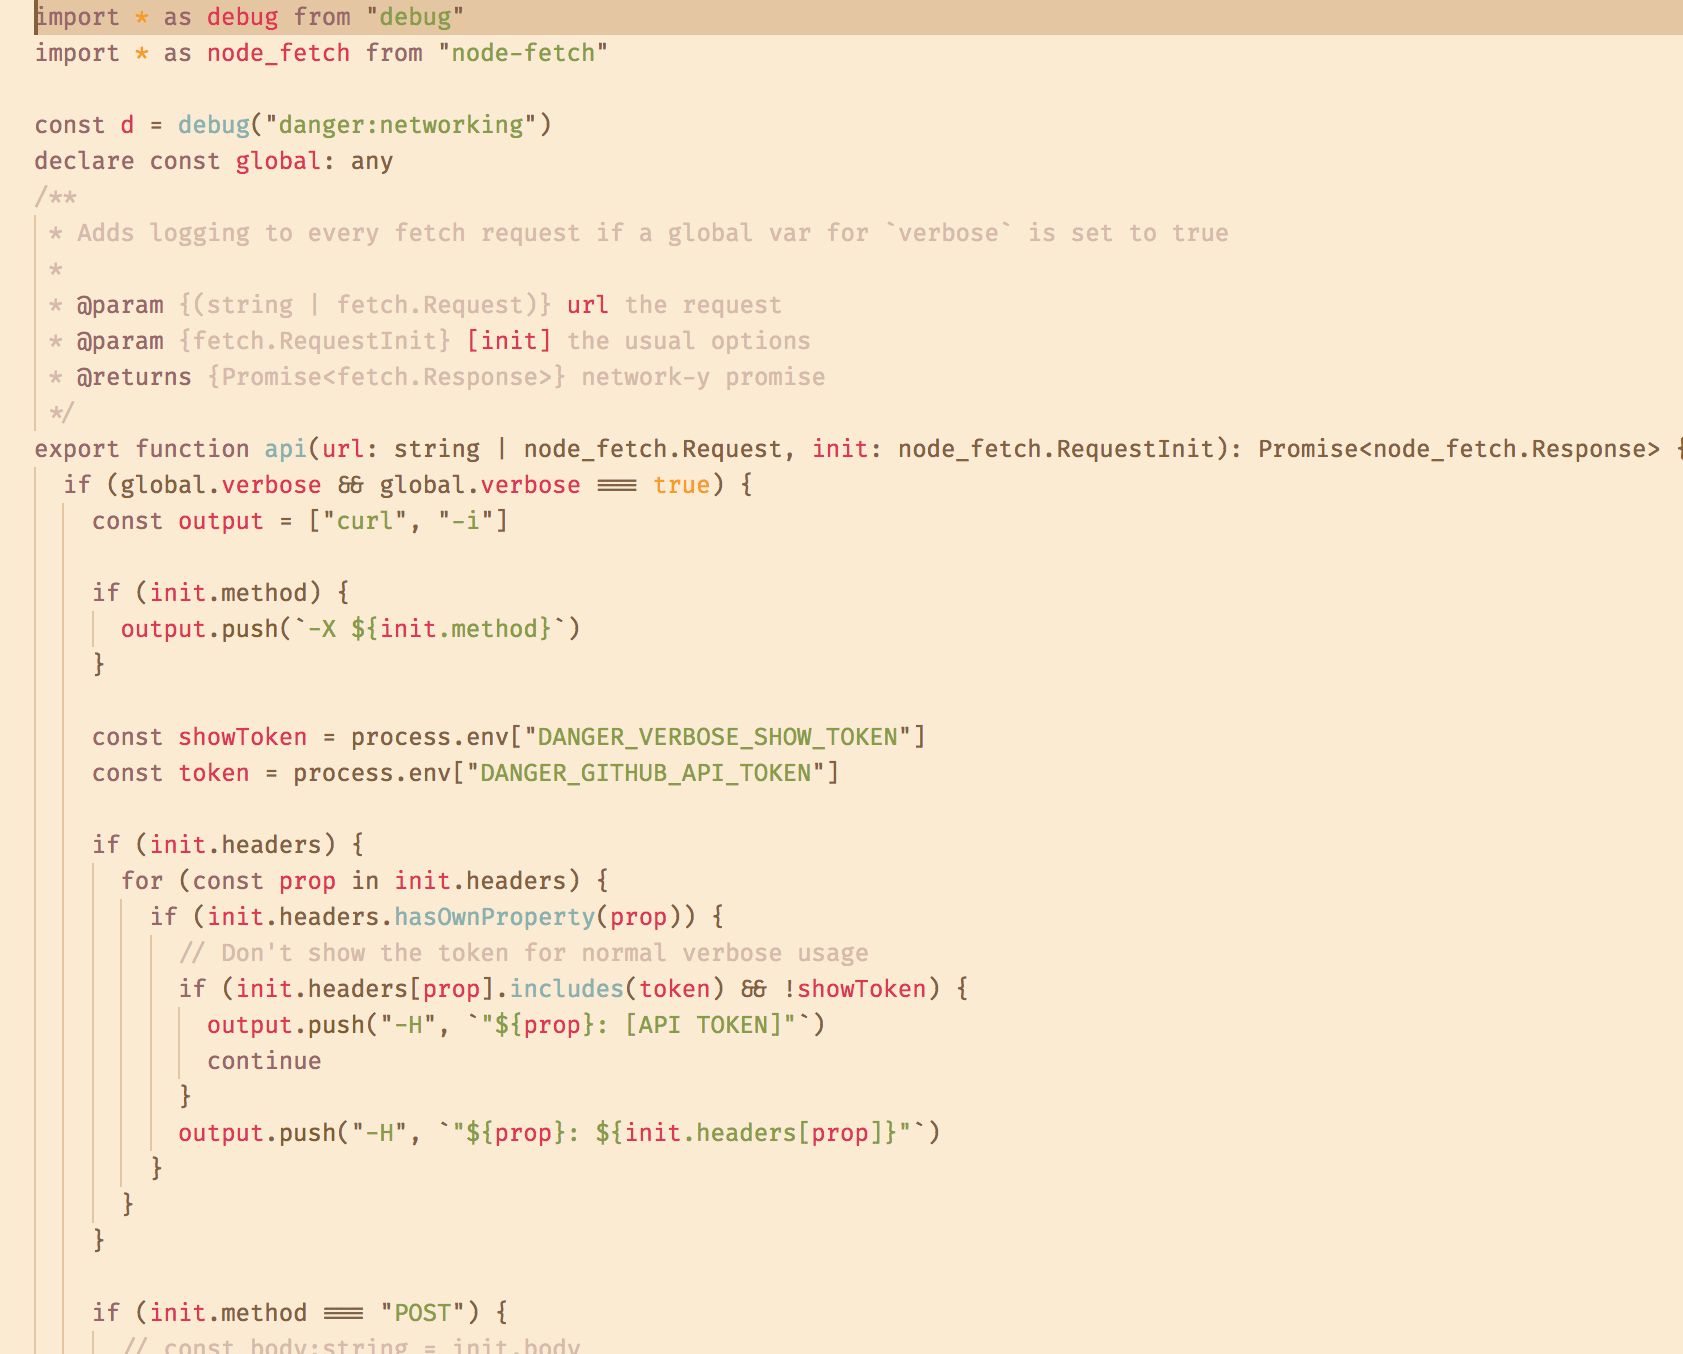 import * as debug from "debug"
import * as node_fetch from "node-fetch"

const d = debug("danger:networking")
declare const global: any
/**
 * Adds logging to every fetch request if a global var for `verbose` is set to true
 *
 * @param {(string | fetch.Request)} url the request
 * @param {fetch.RequestInit} [init] the usual options
 * @returns {Promise<fetch.Response>} network-y promise
 */
export function api(url: string | node_fetch.Request, init: node_fetch.RequestInit): Promise<node_fetch.Response> {
  if (global.verbose && global.verbose === true) {
    const output = ["curl", "-i"]

    if (init.method) {
      output.push(`-X ${init.method}`)
    }

    const showToken = process.env["DANGER_VERBOSE_SHOW_TOKEN"]
    const token = process.env["DANGER_GITHUB_API_TOKEN"]

    if (init.headers) {
      for (const prop in init.headers) {
        if (init.headers.hasOwnProperty(prop)) {
          // Don't show the token for normal verbose usage
          if (init.headers[prop].includes(token) && !showToken) {
            output.push("-H", `"${prop}: [API TOKEN]"`)
            continue
          }
          output.push("-H", `"${prop}: ${init.headers[prop]}"`)
        }
      }
    }

    if (init.method === "POST") {
      // const body:string = init.body